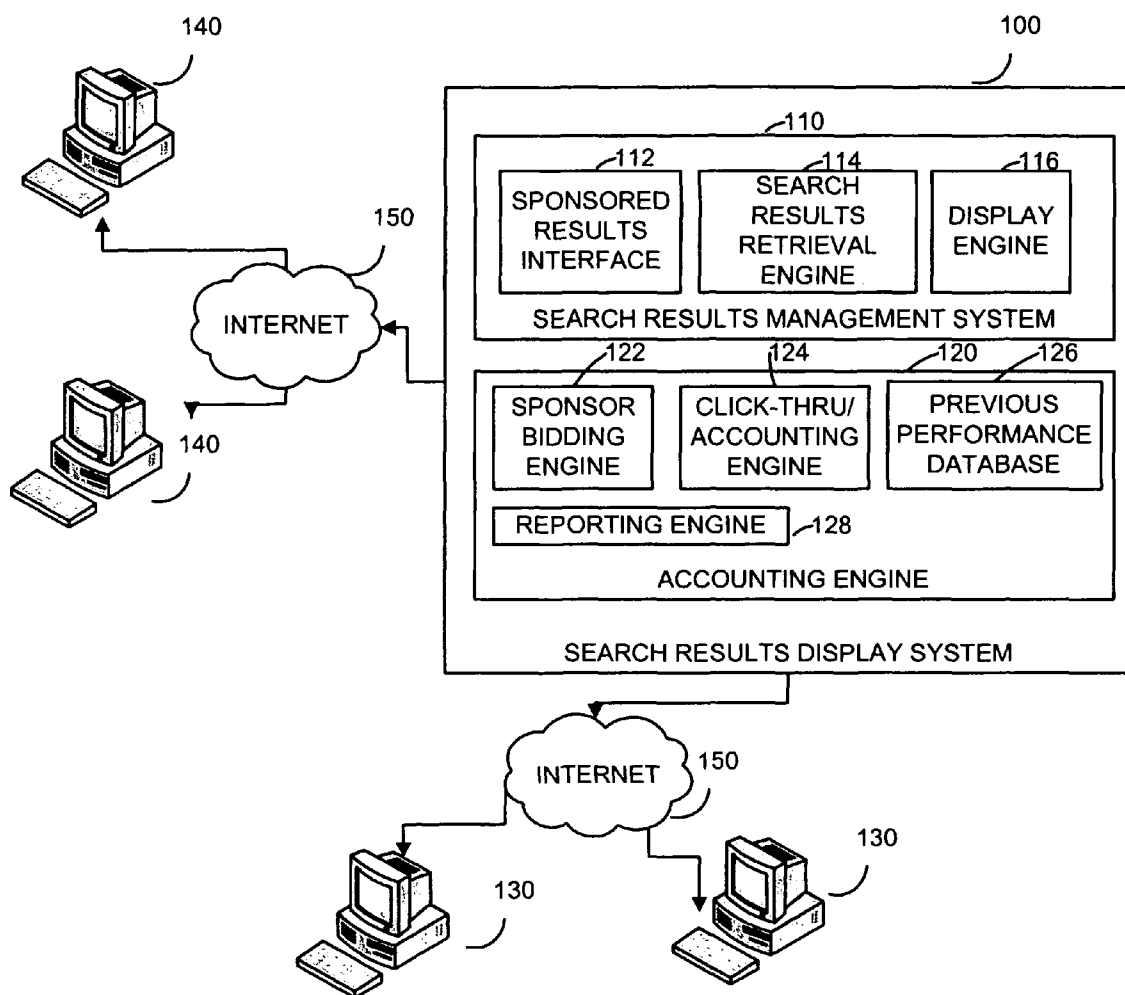 140
100
110
112
114
116
SPONSORED
RESULTS
INTERFACE
SEARCH
RESULTS
RETRIEVAL
ENGINE
DISPLAY
ENGINE
SEARCH RESULTS MANAGEMENT SYSTEM
150
INTERNET
122
124
120
126
SPONSOR
BIDDING
ENGINE
CLICK-THRU/
ACCOUNTING
ENGINE
PREVIOUS
PERFORMANCE
DATABASE
140
REPORTING ENGINE
128
ACCOUNTING ENGINE
SEARCH RESULTS DISPLAY SYSTEM
INTERNET
150
130
130